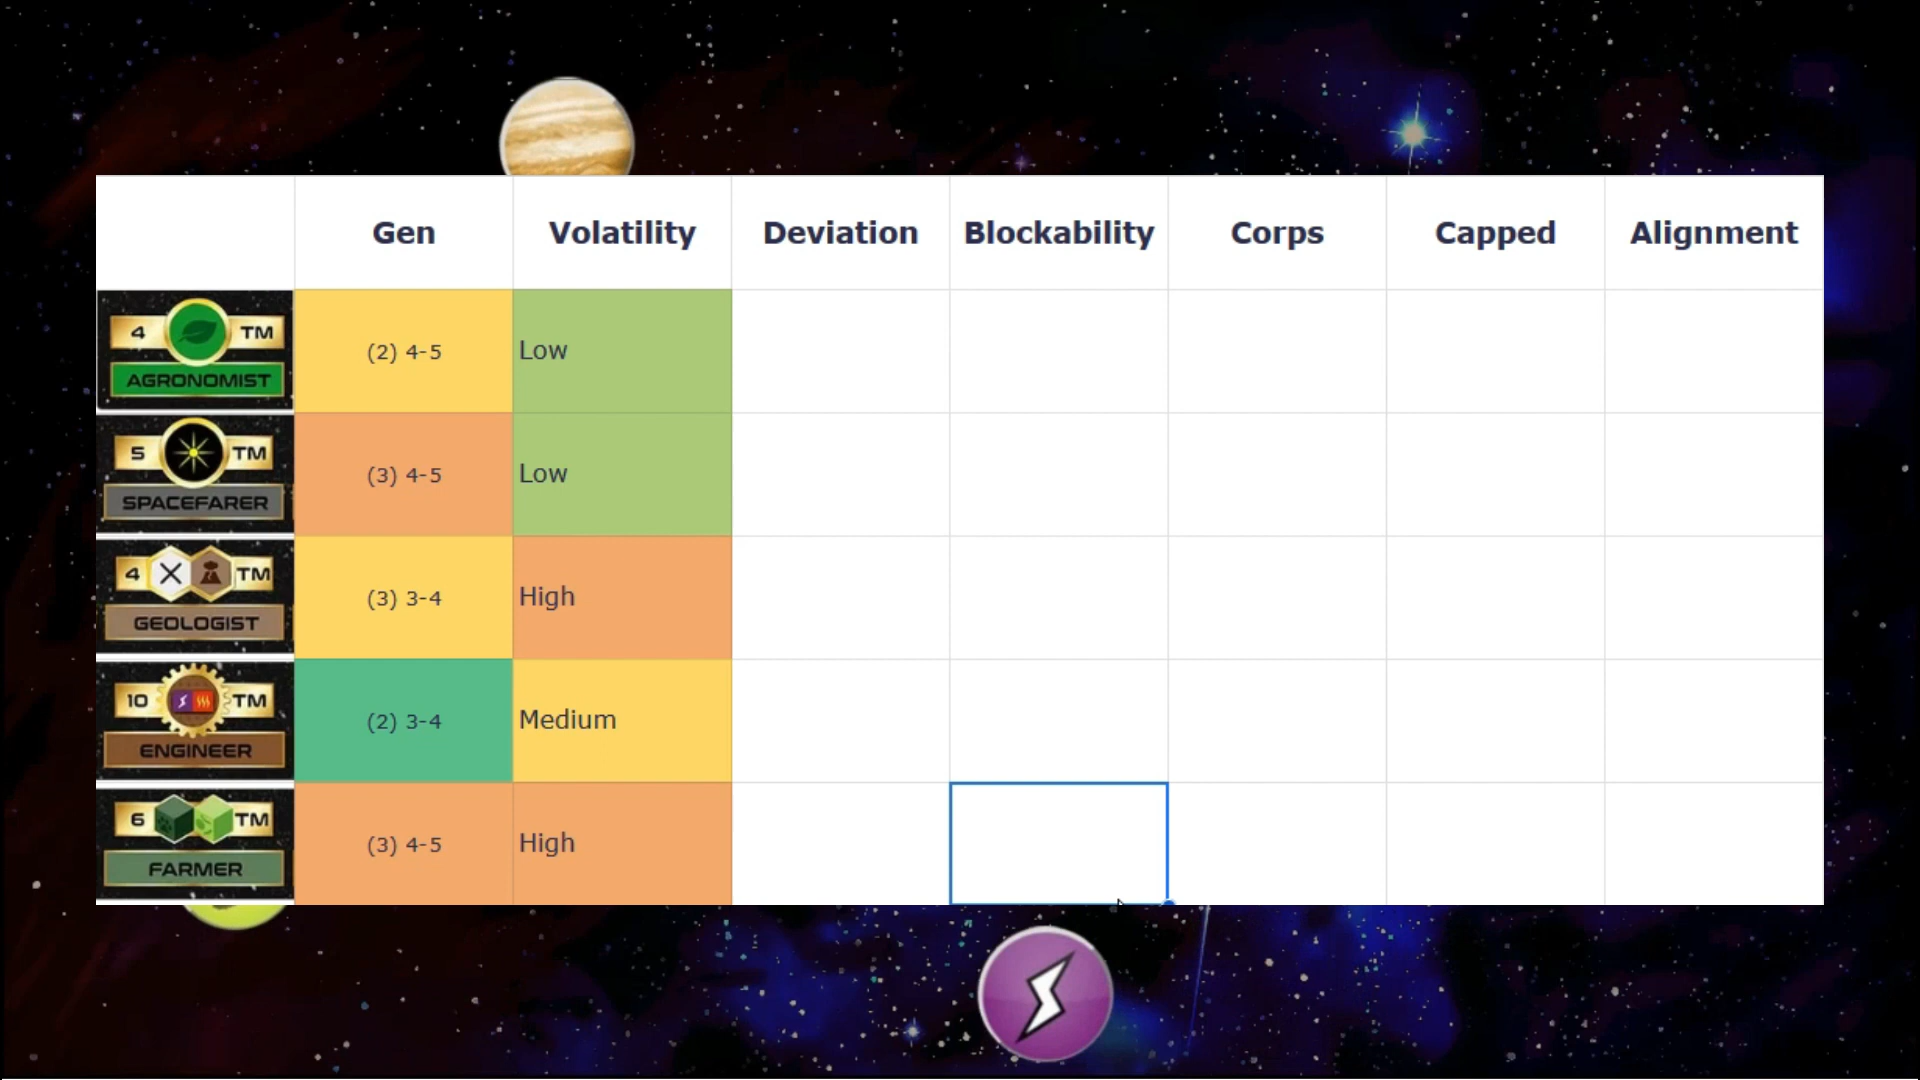 Gen Volatility Deviation Blockability Corps Capped Alignment
4 TM
AGRONOMIST
(2) 4-5 Low
5 TM
SPACEFARER
(3) 4-5 Low
4 TM
GEOLOGIST
(3) 3-4 High
10 TM
ENGINEER
(2) 3-4 Medium
6 TM
FARMER
(3) 4-5 High